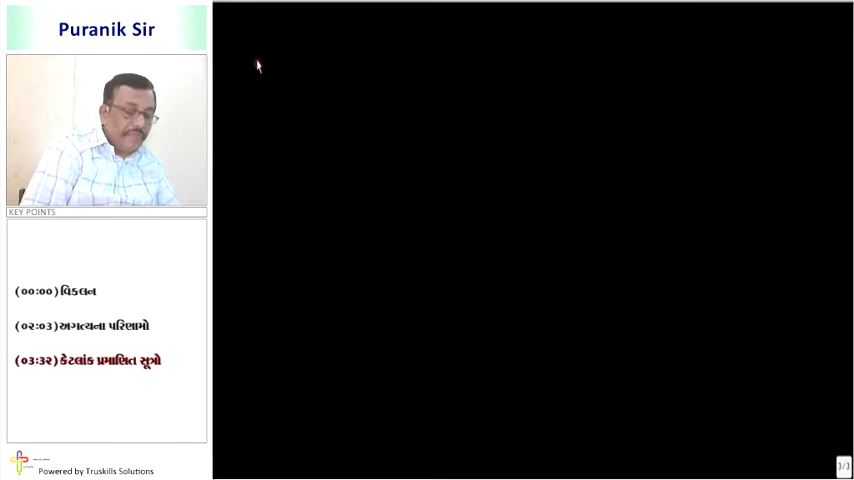 Puranik Sir
KEY POINTS
(૦૦:૦૦) વિકલન
(૦૨:૦૩) અગત્યના પરિણામો
(૦૩:૩૨) કેટલાંક પ્રમાણિત સૂત્રો
Powered by Truskills Solutions
3/3